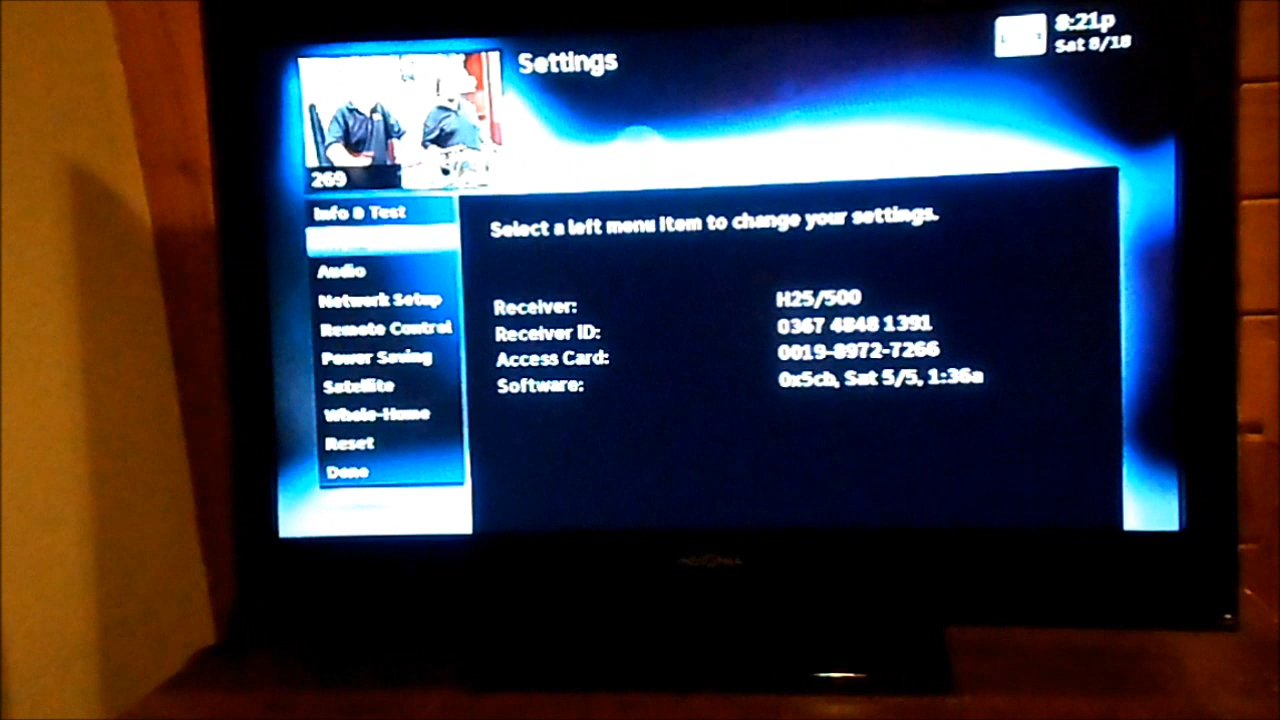 Settings
8:21p
Sat 8/18
269
Info & Test
Audio
Network Setup
Remote Control
Power Saving
Satellite
Whole-Home
Reset
Done
Select a left menu item to change your settings.
Receiver: H25/500
Receiver ID: 0367 4848 1391
Access Card: 0019-8972-7266
Software: 0x5cb, Sat 5/5, 1:36a